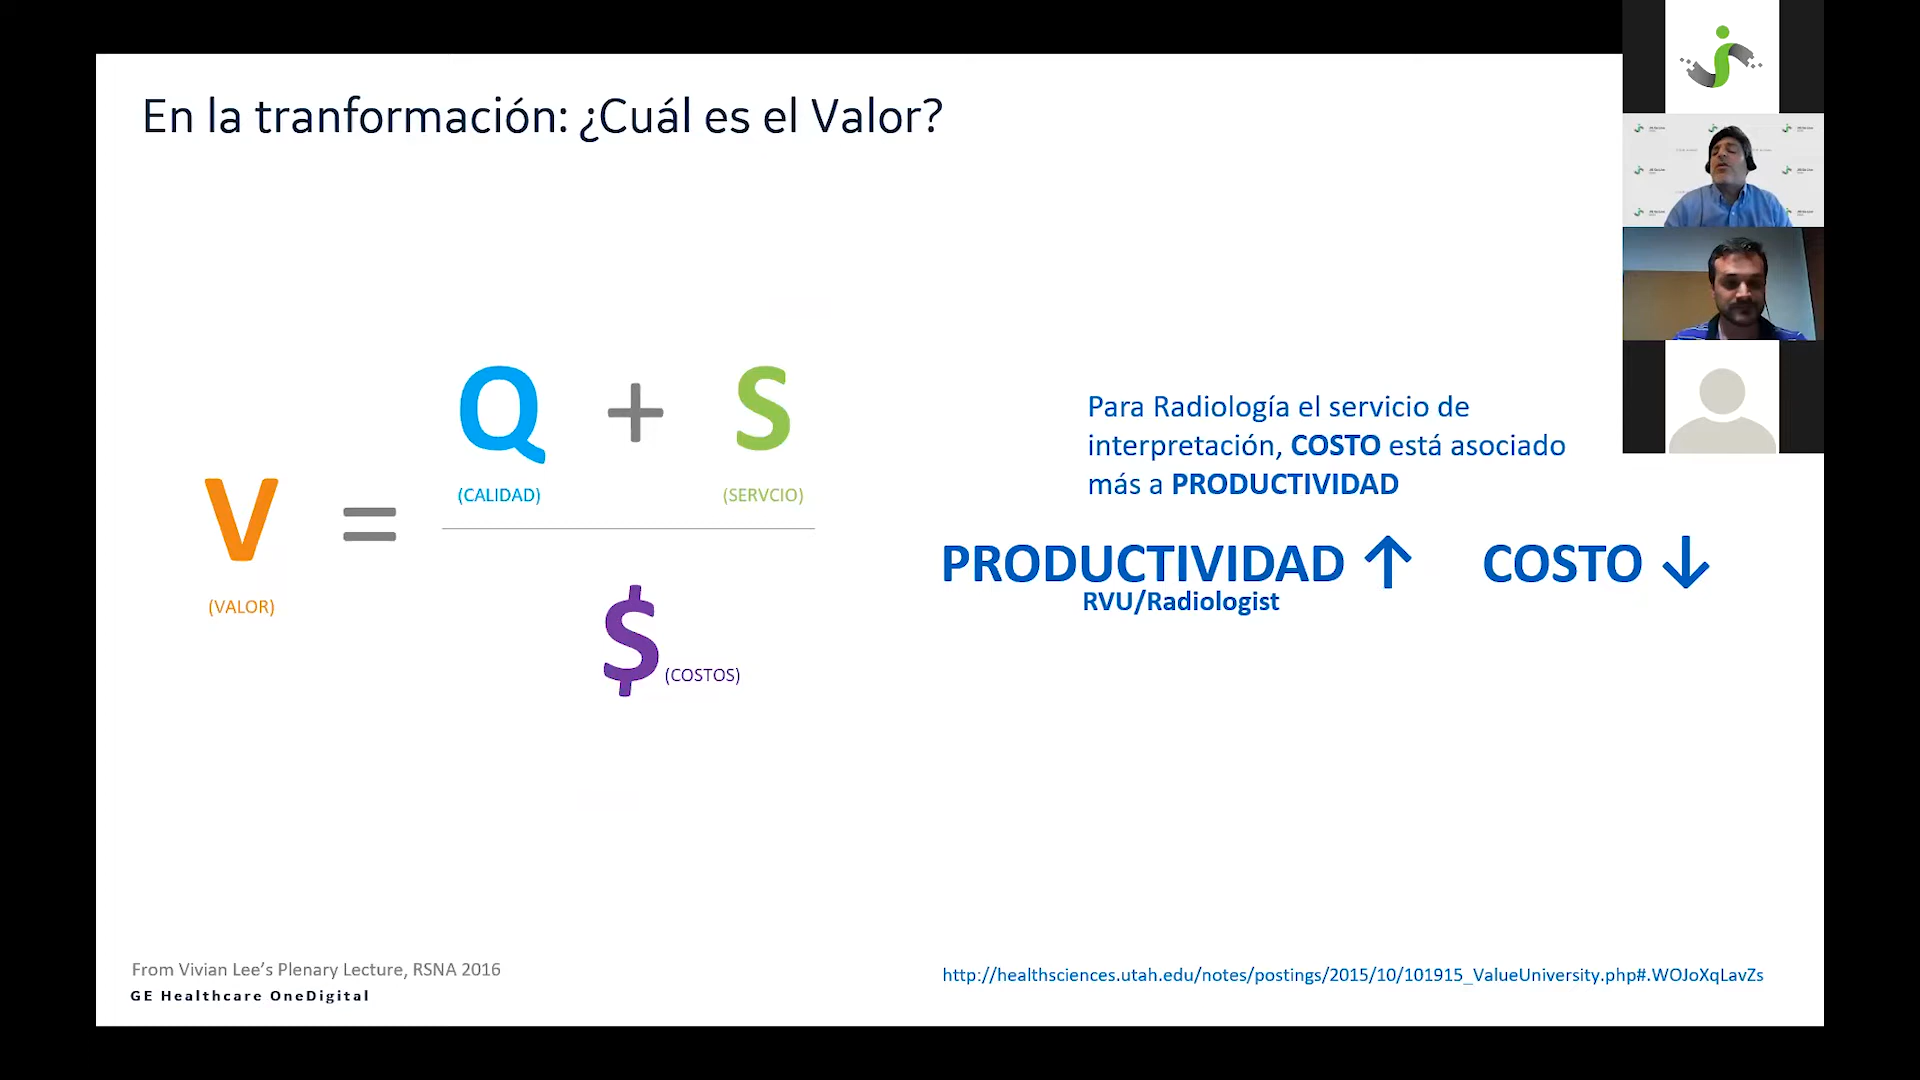 En la tranformación: ¿Cuál es el Valor?
Q + S
(CALIDAD)
(SERVCIO)
V =
(VALOR)
$
(COSTOS)
Para Radiología el servicio de
interpretación, COSTO está asociado
más a PRODUCTIVIDAD
PRODUCTIVIDAD ↑ COSTO ↓
RVU/Radiologist
From Vivian Lee’s Plenary Lecture, RSNA 2016
GE Healthcare OneDigital
http://healthsciences.utah.edu/notes/postings/2015/10/101915_ValueUniversity.php#.WOJoXqLavZs